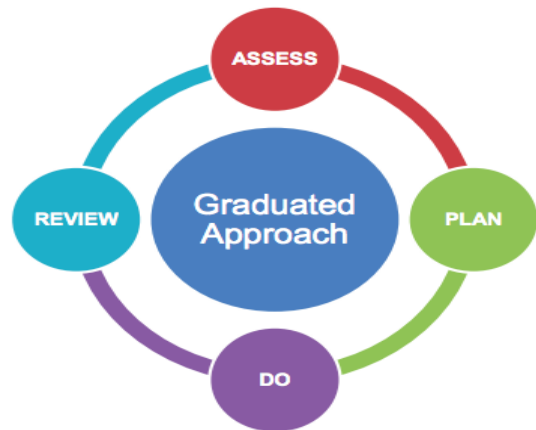 ASSESS
REVIEW
Graduated
Approach
PLAN
DO